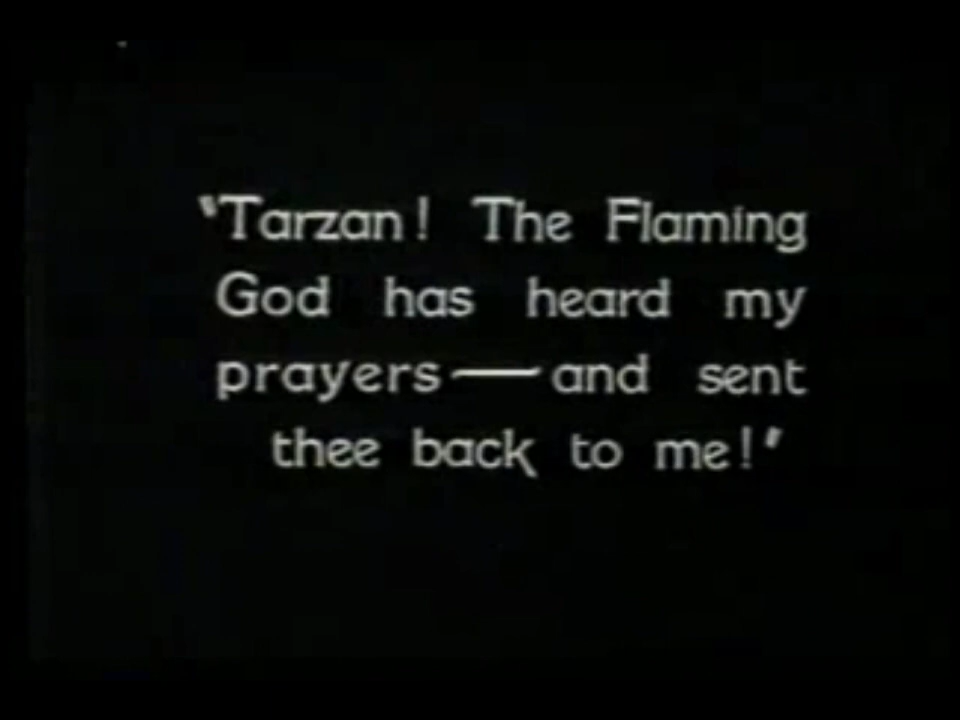 "Tarzan! The Flaming
God has heard my
prayers—and sent
thee back to me!"